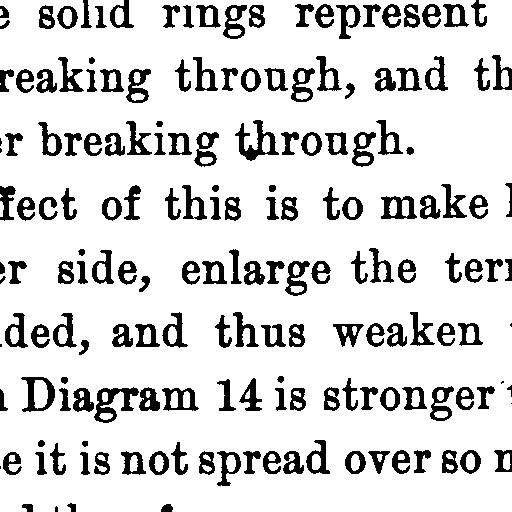 solid rings represent
reaking through, and th
er breaking through.
ffect of this is to make
er side, enlarge the terr
ded, and thus weaken
Diagram 14 is stronger
e it is not spread over so